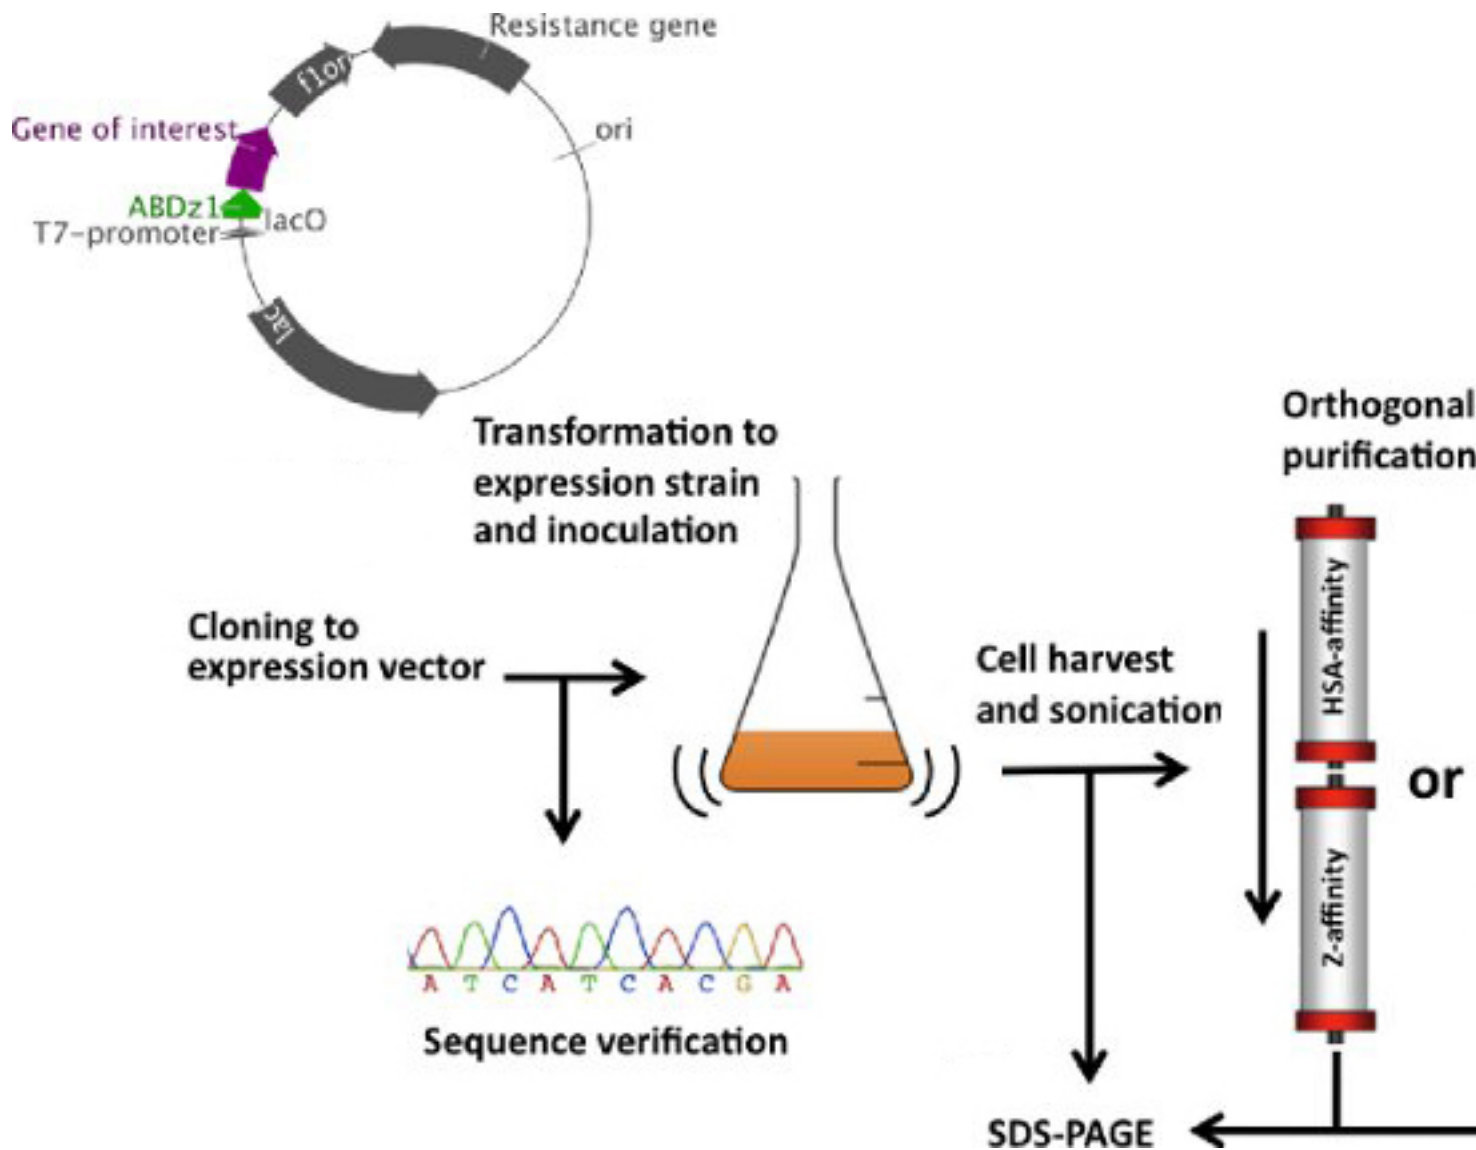 Resistance gene
f1ori
Gene of interest
ori
ABDz1
lacO
T7-promoter
lac
Transformation to
expression strain
and inoculation
Orthogonal
purification
Cloning to
expression vector
Cell harvest
and sonication
HSA-affinity
or
Z-affinity
A T C A T C A C G A
Sequence verification
SDS-PAGE